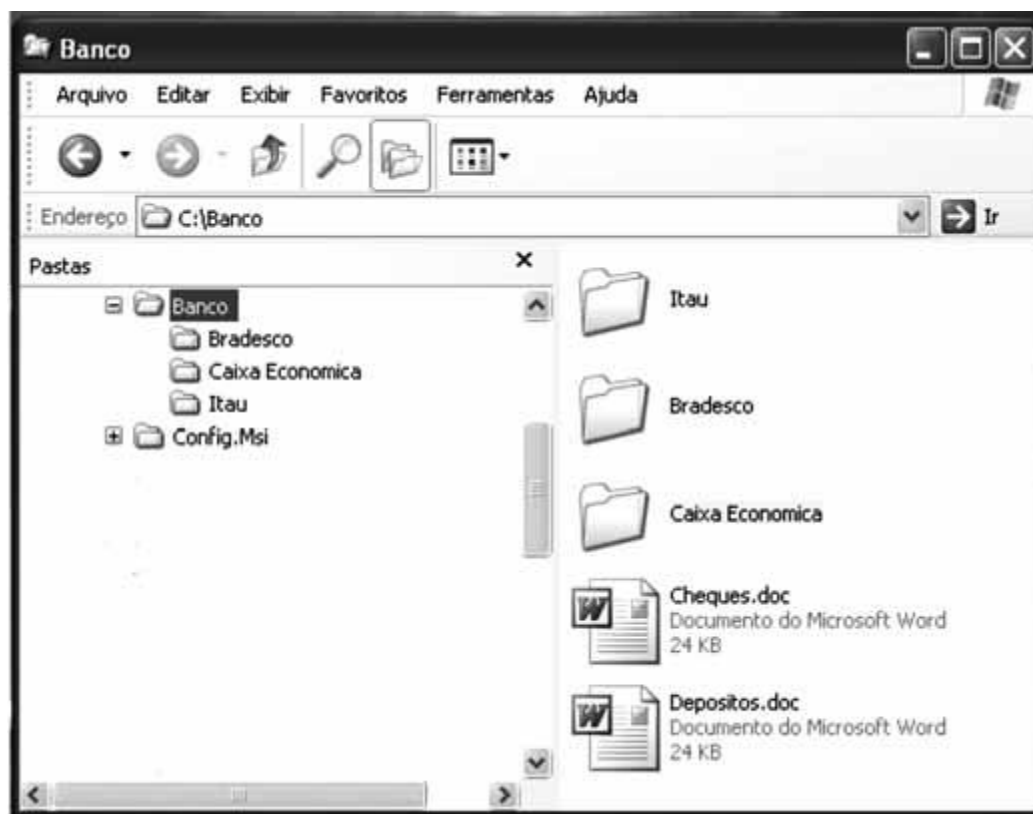 Banco
Arquivo Editar Exibir Favoritos Ferramentas Ajuda
Endereço C:\Banco Ir
Pastas
Banco
Bradesco
Caixa Economica
Itau
Config.Msi
Itau
Bradesco
Caixa Economica
Cheques.doc
Documento do Microsoft Word
24 KB
Depositos.doc
Documento do Microsoft Word
24 KB